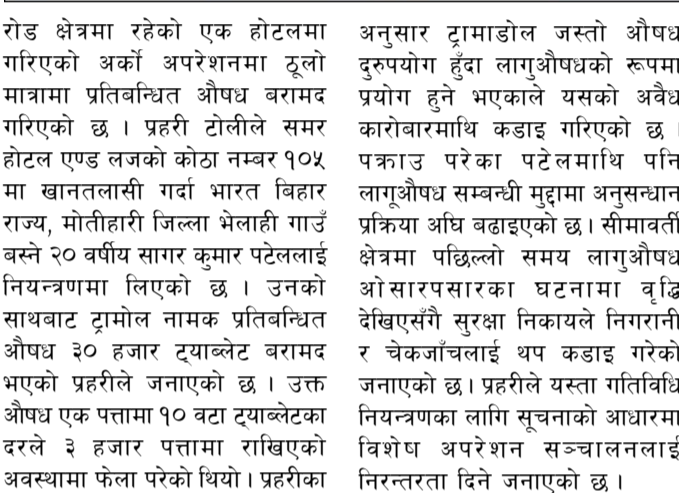 रोड क्षेत्रमा रहेको एक होटलमा
गरिएको अर्को अपरेशनमा ठूलो
मात्रामा प्रतिबन्धित औषध बरामद
गरिएको छ । प्रहरी टोलीले समर
होटल एण्ड लजको कोठा नम्बर १०५
मा खानतलासी गर्दा भारत बिहार
राज्य, मोतीहारी जिल्ला भेलाही गाउँ
बस्ने २० वर्षीय सागर कुमार पटेललाई
नियन्त्रणमा लिएको छ । उनको
साथबाट ट्रामोल नामक प्रतिबन्धित
औषध ३० हजार ट्याब्लेट बरामद
भएको प्रहरीले जनाएको छ । उक्त
औषध एक पत्तामा १० वटा ट्याब्लेटका
दरले ३ हजार पत्तामा राखिएको
अवस्थामा फेला परेको थियो । प्रहरीका
अनुसार ट्रामाडोल जस्तो औषध
दुरुपयोग हुँदा लागुऔषधको रूपमा
प्रयोग हुने भएकाले यसको अवैध
कारोबारमाथि कडाइ गरिएको छ ।
पक्राउ परेका पटेलमाथि पनि
लागूऔषध सम्बन्धी मुद्दामा अनुसन्धान
प्रक्रिया अघि बढाइएको छ । सीमावर्ती
क्षेत्रमा पछिल्लो समय लागुऔषध
ओसारपसारका घटनामा वृद्धि
देखिएसँगै सुरक्षा निकायले निगरानी
र चेकजाँचलाई थप कडाइ गरेको
जनाएको छ । प्रहरीले यस्ता गतिविधि
नियन्त्रणका लागि सूचनाको आधारमा
विशेष अपरेशन सञ्चालनलाई
निरन्तरता दिने जनाएको छ ।